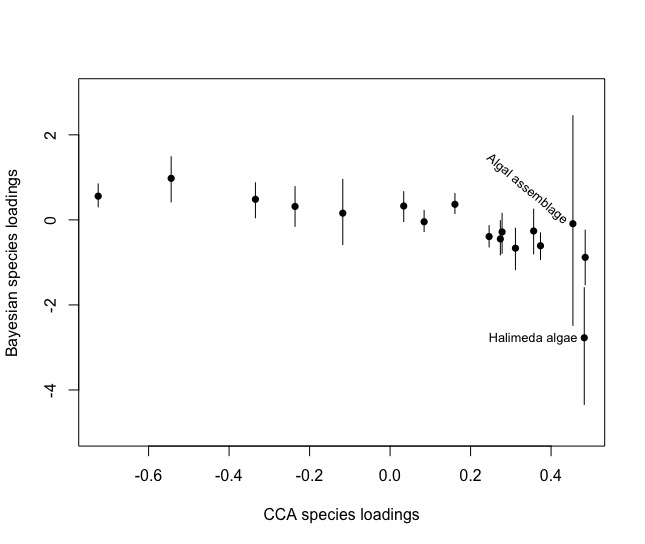 2
0
-2
-4
Bayesian species loadings
Algal assemblage
Halimeda algae
-0.6 -0.4 -0.2 0.0 0.2 0.4
CCA species loadings